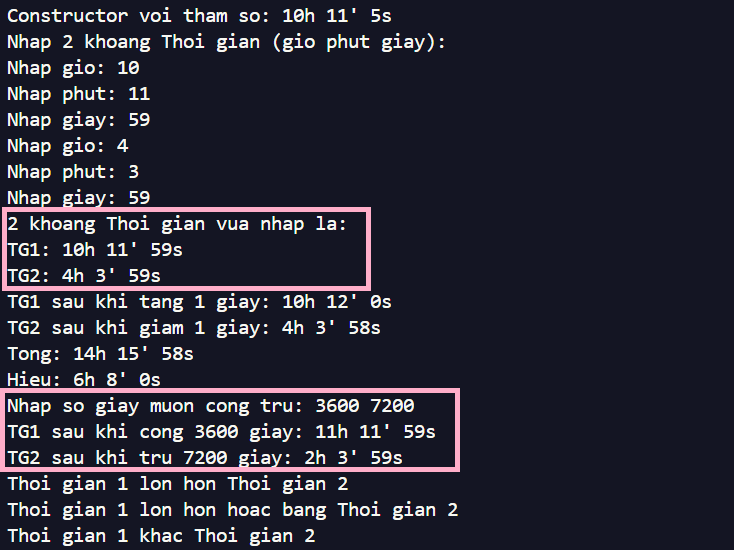 Constructor voi tham so: 10h 11' 5s
Nhap 2 khoang Thoi gian (gio phut giay):
Nhap gio: 10
Nhap phut: 11
Nhap giay: 59
Nhap gio: 4
Nhap phut: 3
Nhap giay: 59
2 khoang Thoi gian vua nhap la:
TG1: 10h 11' 59s
TG2: 4h 3' 59s
TG1 sau khi tang 1 giay: 10h 12' 0s
TG2 sau khi giam 1 giay: 4h 3' 58s
Tong: 14h 15' 58s
Hieu: 6h 8' 0s
Nhap so giay muon cong tru: 3600 7200
TG1 sau khi cong 3600 giay: 11h 11' 59s
TG2 sau khi tru 7200 giay: 2h 3' 59s
Thoi gian 1 lon hon Thoi gian 2
Thoi gian 1 lon hon hoac bang Thoi gian 2
Thoi gian 1 khac Thoi gian 2